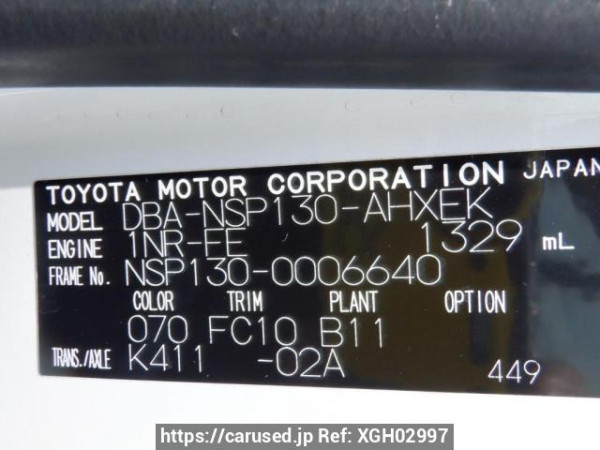 TOYOTA MOTOR CORPORATION JAPAN
MODEL DBA-NSP130-AHXEK
ENGINE 1NR-FE 1329 mL
FRAME No. NSP130-0006640
COLOR TRIM PLANT OPTION
070 FC10 B11
TRANS./AXLE K411 -02A 449
https://carused.jp Ref: XGH02997